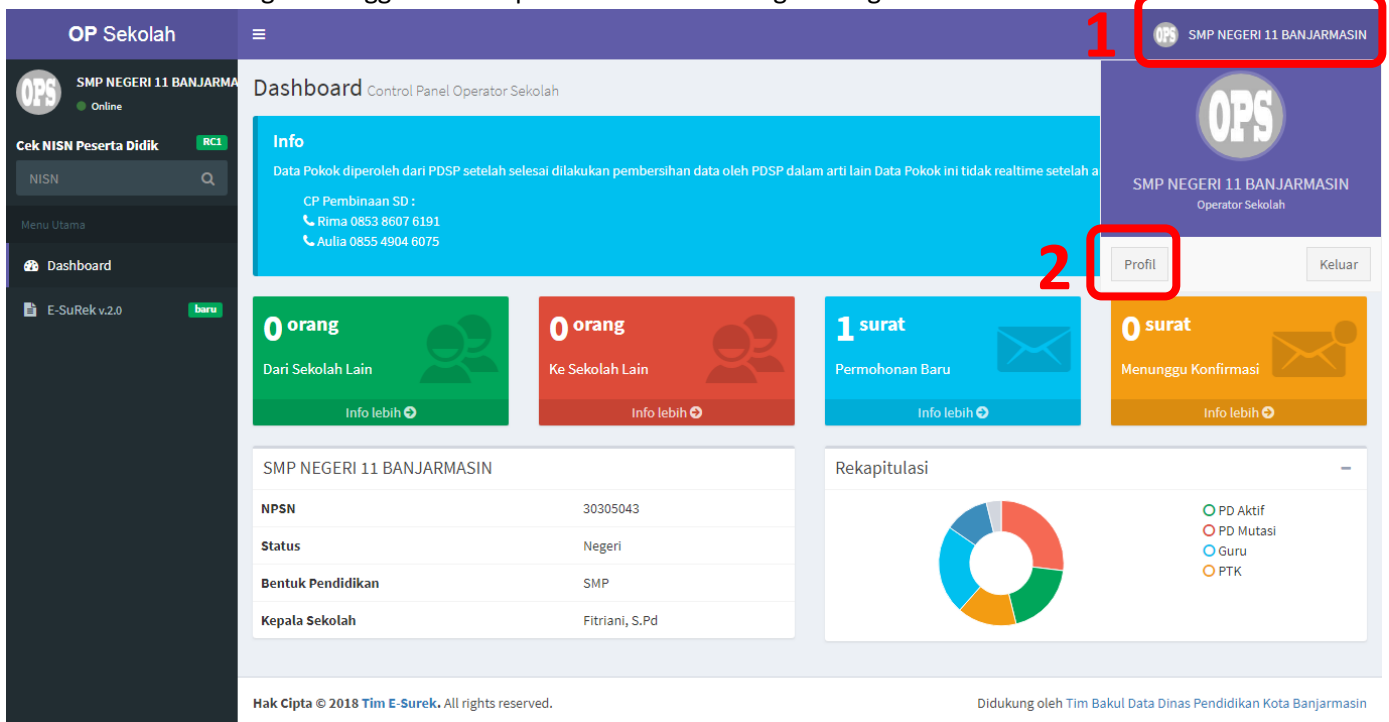 OP Sekolah
1
OPS SMP NEGERI 11 BANJARMASIN
OPS
SMP NEGERI 11 BANJARMA
Online
Cek NISN Peserta Didik RC1
NISN
Menu Utama
Dashboard
E-SuRek v.2.0 baru
Dashboard Control Panel Operator Sekolah
Info
Data Pokok diperoleh dari PDSP setelah selesai dilakukan pembersihan data oleh PDSP dalam arti lain Data Pokok ini tidak realtime setelah a
CP Pembinaan SD :
Rima 0853 8607 6191
Aulia 0855 4904 6075
OPS
SMP NEGERI 11 BANJARMASIN
Operator Sekolah
2
Profil
Keluar
0 orang
Dari Sekolah Lain
Info lebih
0 orang
Ke Sekolah Lain
Info lebih
1 surat
Permohonan Baru
Info lebih
0 surat
Menunggu Konfirmasi
Info lebih
SMP NEGERI 11 BANJARMASIN
NPSN 30305043
Status Negeri
Bentuk Pendidikan SMP
Kepala Sekolah Fitriani, S.Pd
Rekapitulasi
PD Aktif
PD Mutasi
Guru
PTK
Hak Cipta © 2018 Tim E-Surek. All rights reserved.
Didukung oleh Tim Bakul Data Dinas Pendidikan Kota Banjarmasin